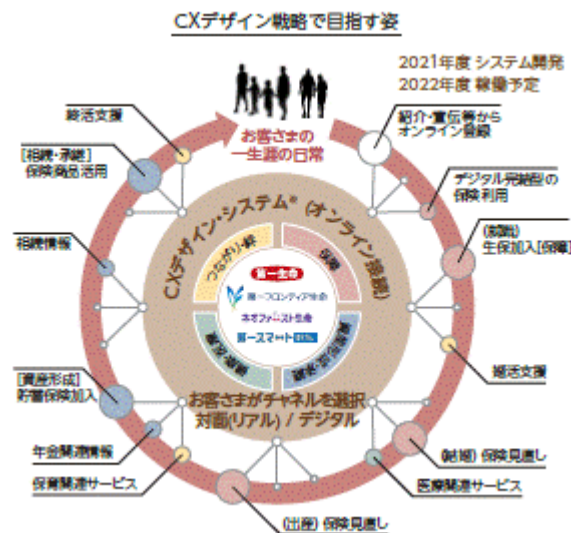 CXデザイン戦略で目指す姿
2021年度 システム開発
2022年度 稼働予定
お客さまの
一生涯の日常
紹介・宣伝等から
オンライン登録
デジタル完結型の
保険利用
(就職)
生保加入[保障]
婚活支援
(結婚) 保険見直し
医療関連サービス
(出産) 保険見直し
保育関連サービス
年金関連情報
[資産形成]
貯蓄保険加入
相続情報
[相続・承継]
保険商品活用
終活支援
CXデザイン・システム® (オンライン接続)
つながり・絆
保障
健康・医療
資産形成・承継
第一生命
第一フロンティア生命
ネオファースト生命
第一スマート
お客さまがチャネルを選択
対面(リアル) / デジタル